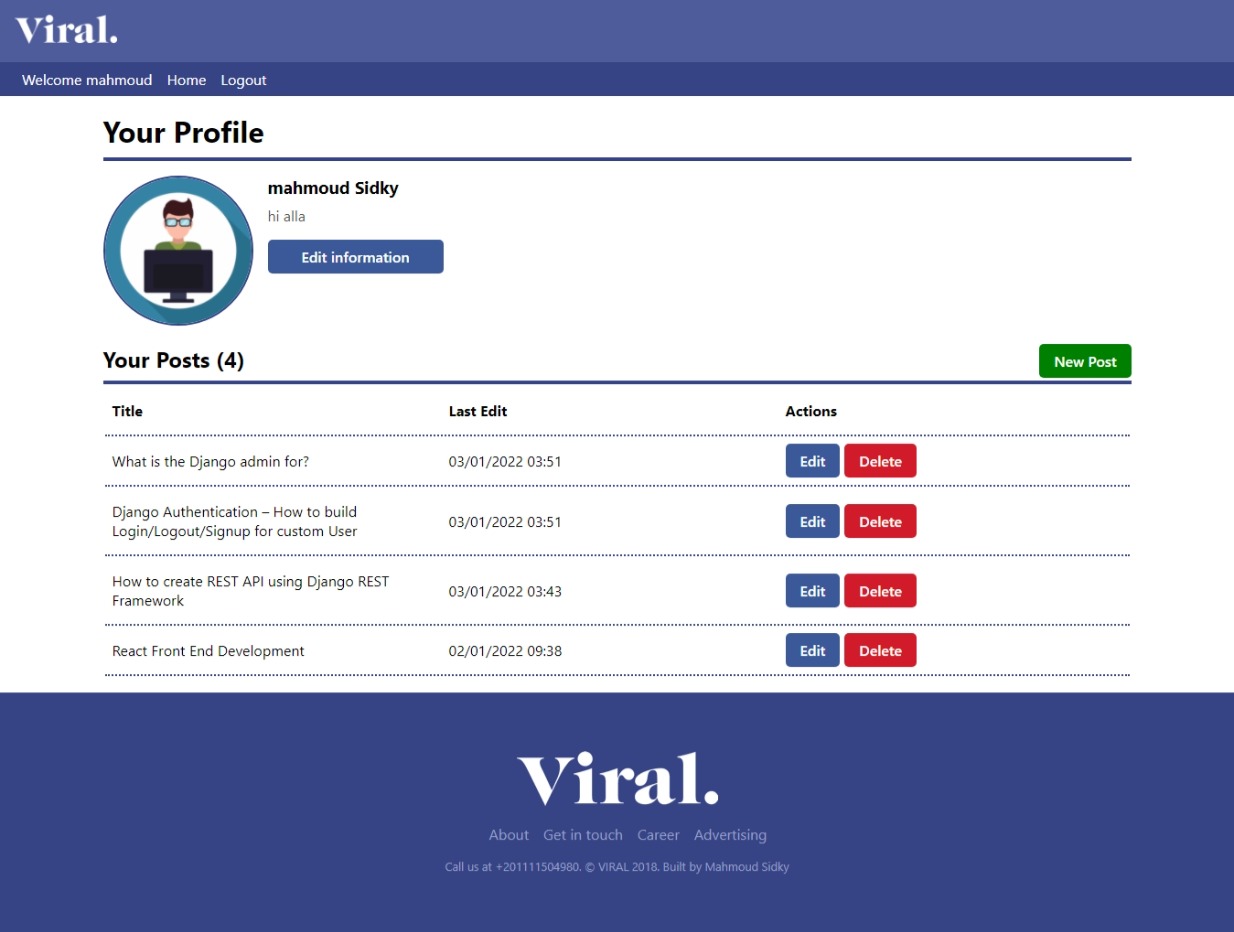 Viral.
Welcome mahmoud Home Logout
Your Profile
mahmoud Sidky
hi alla
Edit information
Your Posts (4) New Post
Title Last Edit Actions
What is the Django admin for? 03/01/2022 03:51 Edit Delete
Django Authentication – How to build
Login/Logout/Signup for custom User 03/01/2022 03:51 Edit Delete
How to create REST API using Django REST
Framework 03/01/2022 03:43 Edit Delete
React Front End Development 02/01/2022 09:38 Edit Delete
Viral.
About Get in touch Career Advertising
Call us at +201111504980. © VIRAL 2018. Built by Mahmoud Sidky